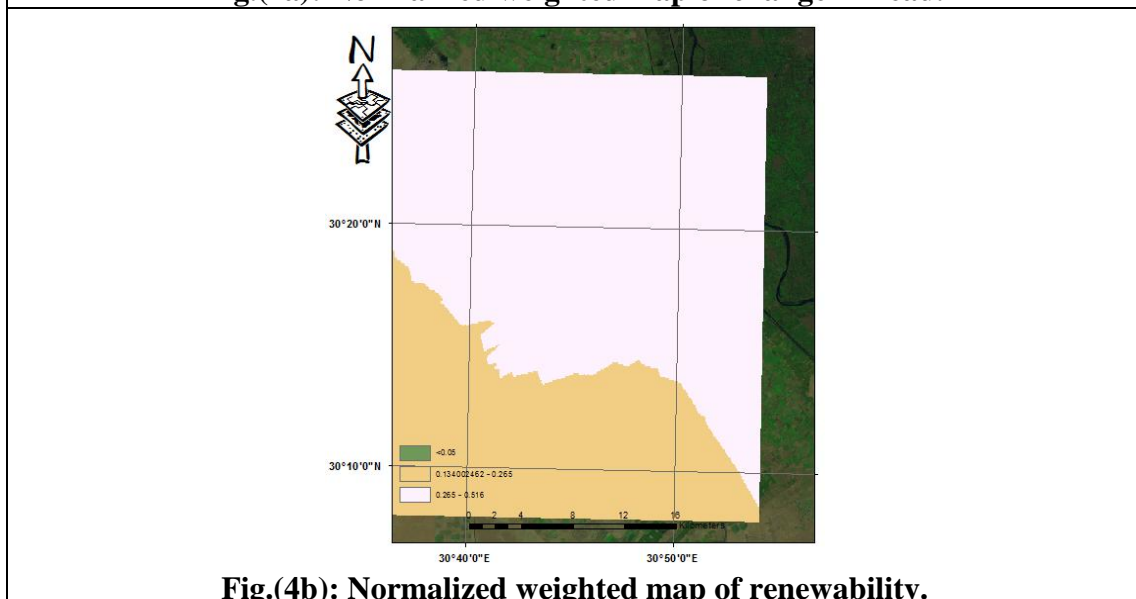 N
30°20'0"N
30°10'0"N
<0.05
0.134002462 - 0.265
0.265 - 0.516
0 2 4 8 12 16
Kilometers
30°40'0"E 30°50'0"E
Fig.(4b): Normalized weighted map of renewability.